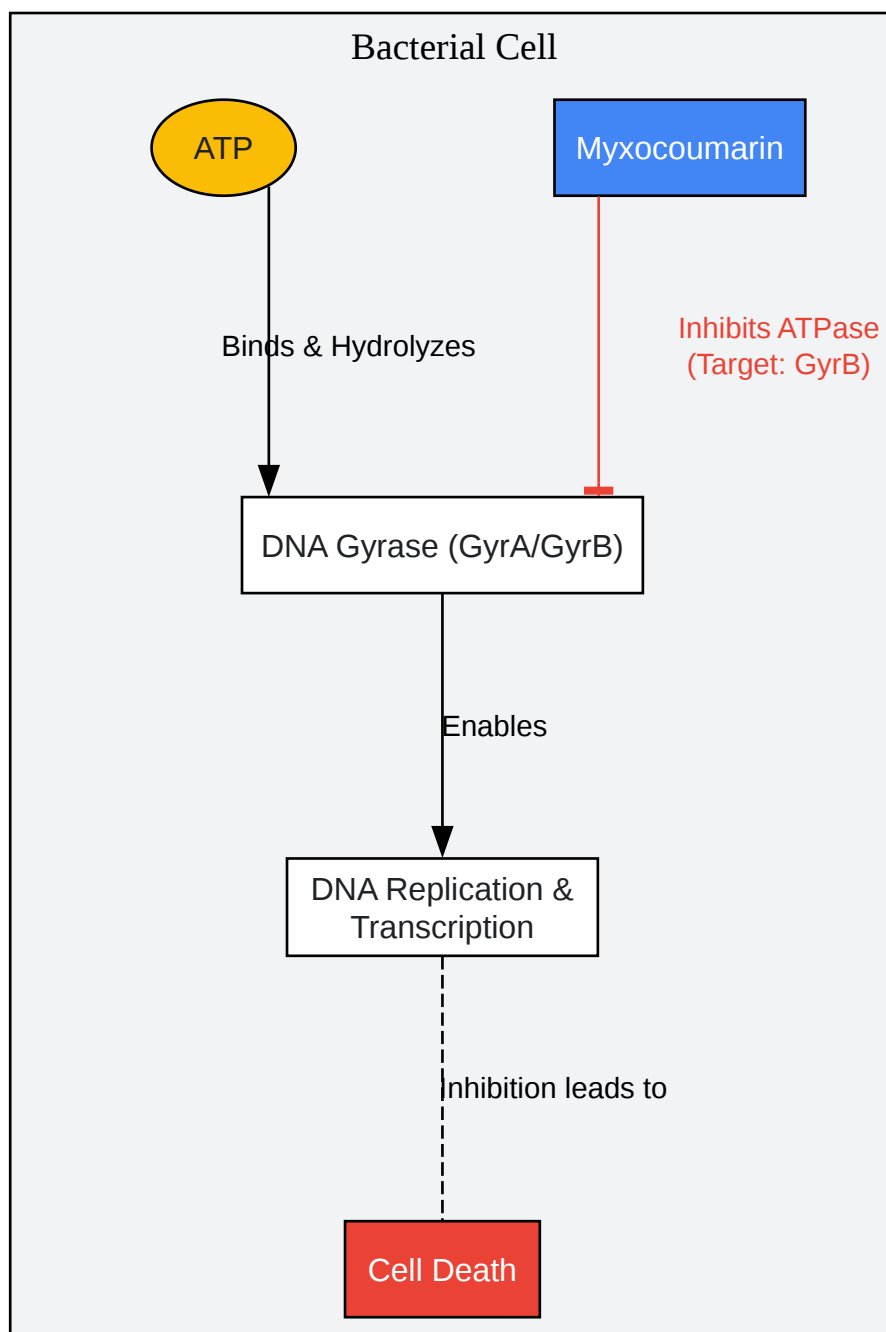 Bacterial Cell
ATP
Myxocoumarin
Binds & Hydrolyzes
Inhibits ATPase
(Target: GyrB)
DNA Gyrase (GyrA/GyrB)
Enables
DNA Replication &
Transcription
Inhibition leads to
Cell Death